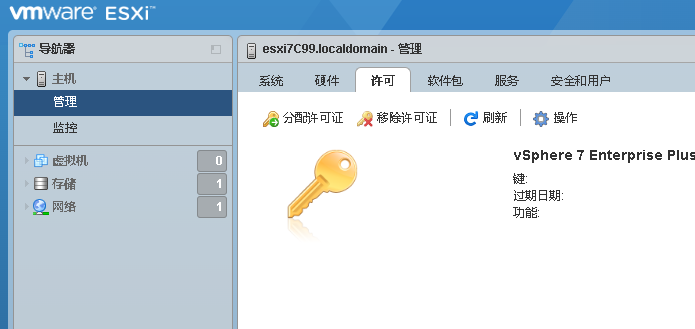 vmware ESXi™
导航器
主机
管理
监控
虚拟机 0
存储 1
网络 1
esxi7C99.localdomain - 管理
系统 硬件 许可 软件包 服务 安全和用户
分配许可证 移除许可证 刷新 操作
vSphere 7 Enterprise Plus
键:
过期日期:
功能: